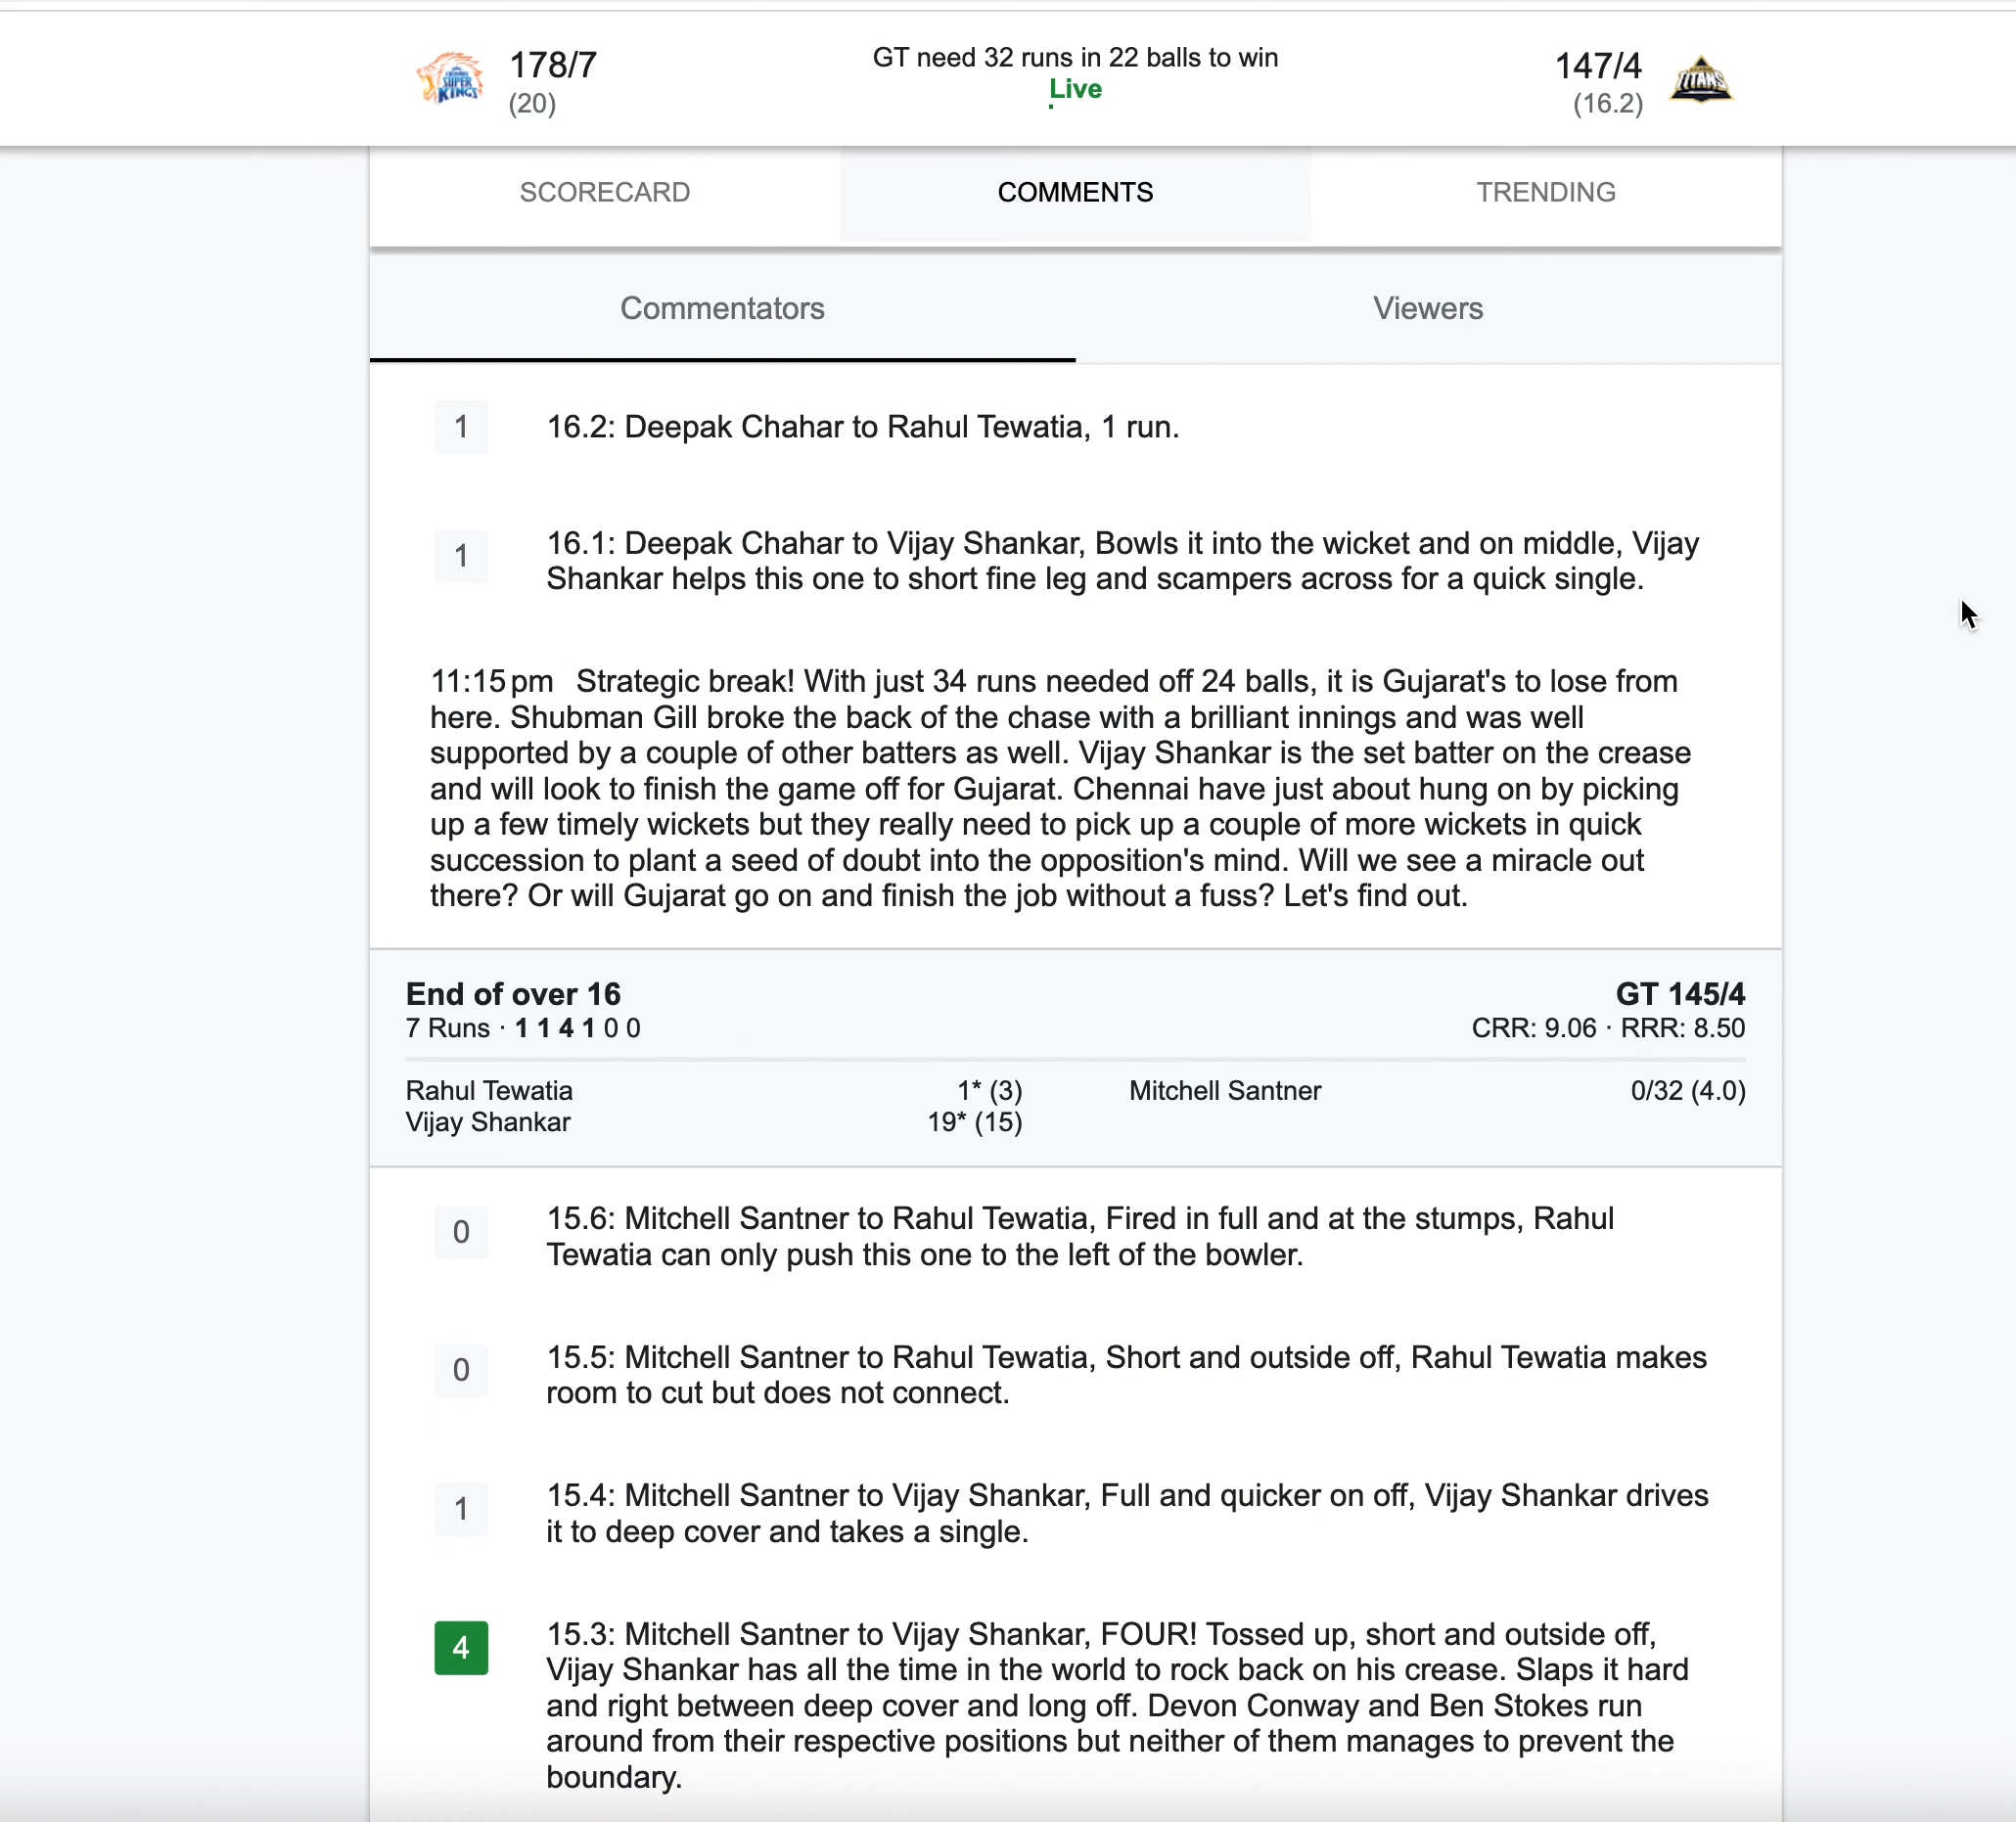 178/7
(20)
GT need 32 runs in 22 balls to win
Live
147/4
(16.2)
SUPER
KINGS
TITANS
SCORECARD
COMMENTS
TRENDING
Commentators
Viewers
1
16.2: Deepak Chahar to Rahul Tewatia, 1 run.
1
16.1: Deepak Chahar to Vijay Shankar, Bowls it into the wicket and on middle, Vijay
Shankar helps this one to short fine leg and scampers across for a quick single.
11:15 pm Strategic break! With just 34 runs needed off 24 balls, it is Gujarat's to lose from
here. Shubman Gill broke the back of the chase with a brilliant innings and was well
supported by a couple of other batters as well. Vijay Shankar is the set batter on the crease
and will look to finish the game off for Gujarat. Chennai have just about hung on by picking
up a few timely wickets but they really need to pick up a couple of more wickets in quick
succession to plant a seed of doubt into the opposition's mind. Will we see a miracle out
there? Or will Gujarat go on and finish the job without a fuss? Let's find out.
End of over 16
GT 145/4
7 Runs · 1 1 4 1 0 0
CRR: 9.06 · RRR: 8.50
Rahul Tewatia 1* (3) Mitchell Santner 0/32 (4.0)
Vijay Shankar 19* (15)
0
15.6: Mitchell Santner to Rahul Tewatia, Fired in full and at the stumps, Rahul
Tewatia can only push this one to the left of the bowler.
0
15.5: Mitchell Santner to Rahul Tewatia, Short and outside off, Rahul Tewatia makes
room to cut but does not connect.
1
15.4: Mitchell Santner to Vijay Shankar, Full and quicker on off, Vijay Shankar drives
it to deep cover and takes a single.
4
15.3: Mitchell Santner to Vijay Shankar, FOUR! Tossed up, short and outside off,
Vijay Shankar has all the time in the world to rock back on his crease. Slaps it hard
and right between deep cover and long off. Devon Conway and Ben Stokes run
around from their respective positions but neither of them manages to prevent the
boundary.